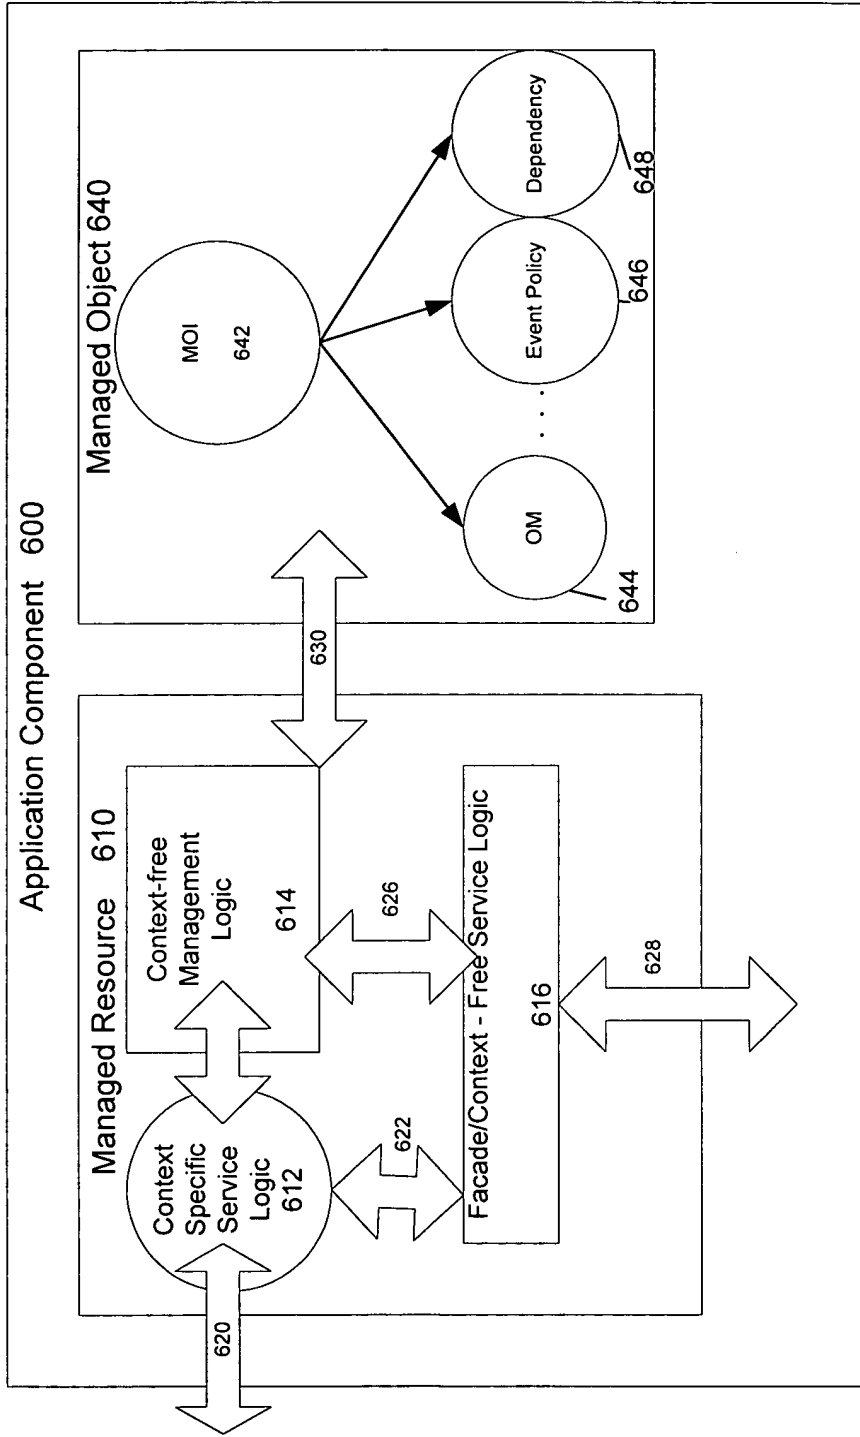 Application Component 600
Managed Resource 610
Context
Specific
Service
Logic
612
Context-free
Management
Logic
614
620
622
626
Facade/Context - Free Service Logic
616
628
630
Managed Object 640
MOI
642
OM
644
. . . .
Event Policy
646
Dependency
648